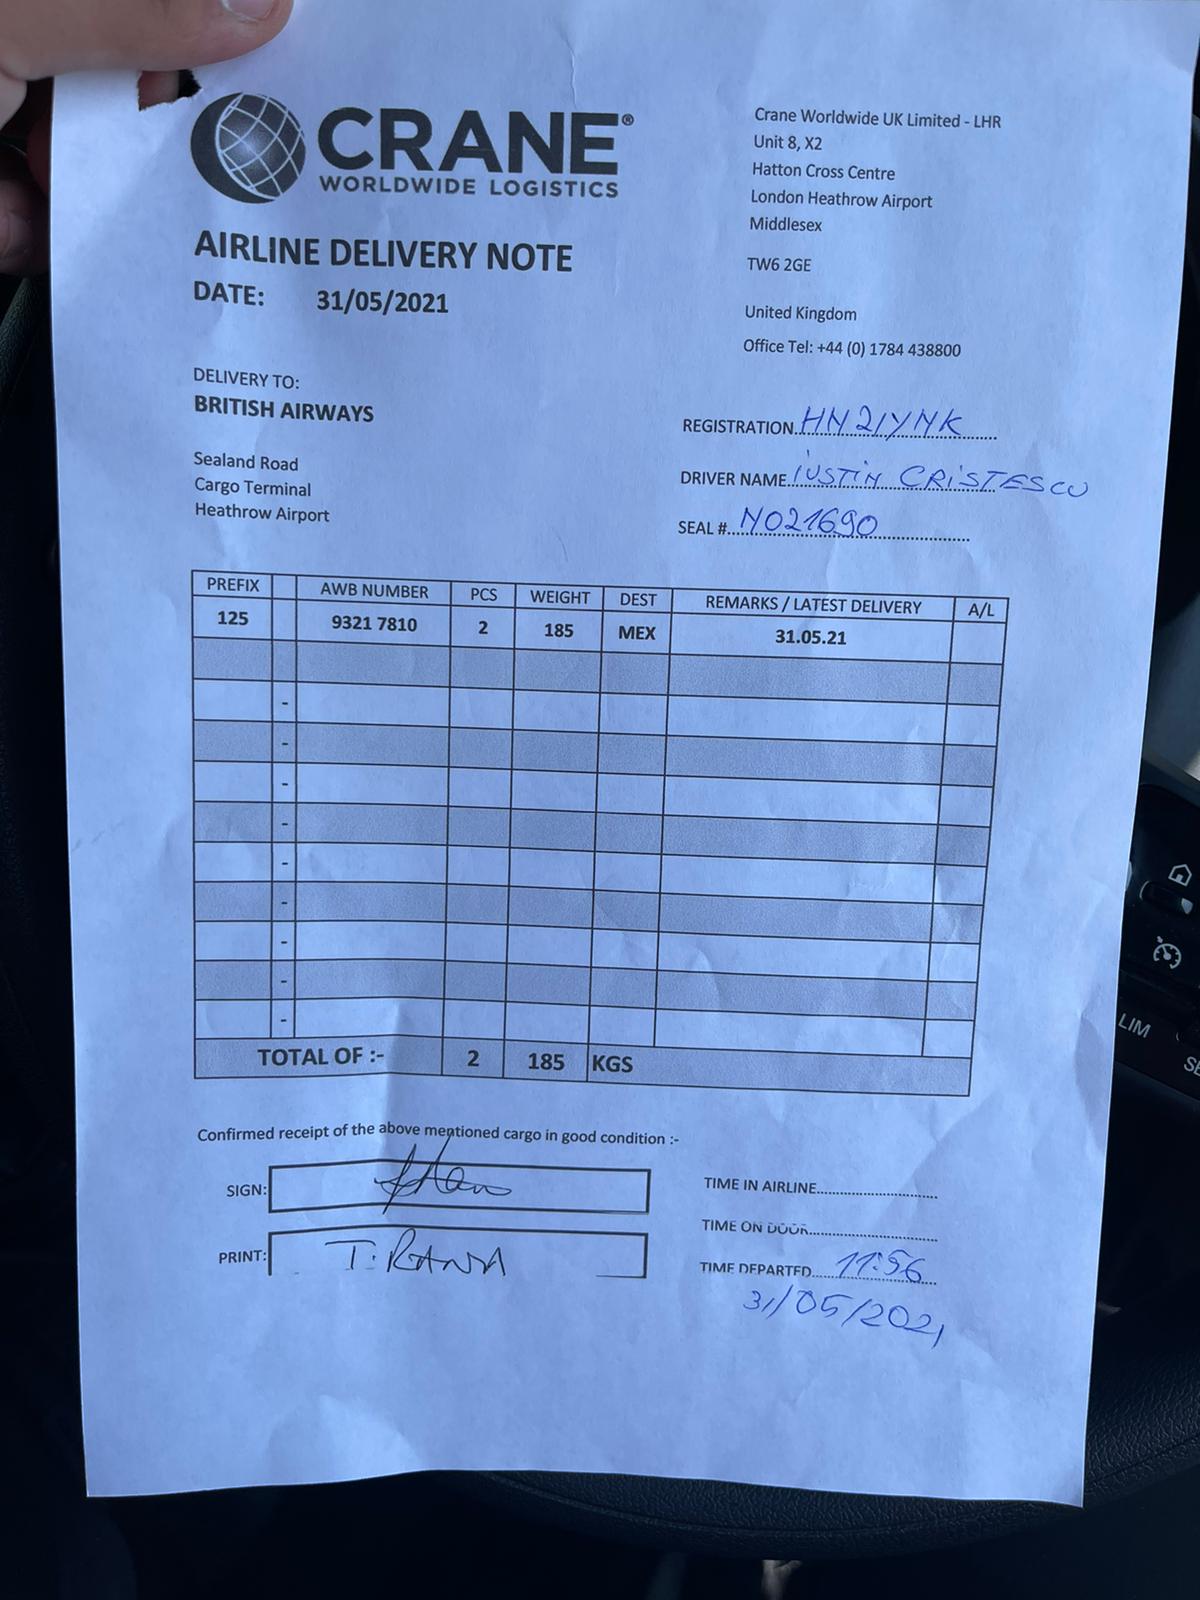 CRANE®
WORLDWIDE LOGISTICS
AIRLINE DELIVERY NOTE
DATE: 31/05/2021
Crane Worldwide UK Limited - LHR
Unit 8, X2
Hatton Cross Centre
London Heathrow Airport
Middlesex
TW6 2GE
United Kingdom
Office Tel: +44 (0) 1784 438800
DELIVERY TO:
BRITISH AIRWAYS
Sealand Road
Cargo Terminal
Heathrow Airport
REGISTRATION HN21YNK
DRIVER NAME IUSTIN CRISTESCU
SEAL # N021690
PREFIX AWB NUMBER PCS WEIGHT DEST REMARKS / LATEST DELIVERY A/L
125 9321 7810 2 185 MEX 31.05.21
-
-
-
-
-
-
-
-
-
TOTAL OF :- 2 185 KGS
Confirmed receipt of the above mentioned cargo in good condition :-
SIGN:
PRINT: T. RANA
TIME IN AIRLINE
TIME ON DOOR
TIME DEPARTED 11:56
31/05/2021
LIM